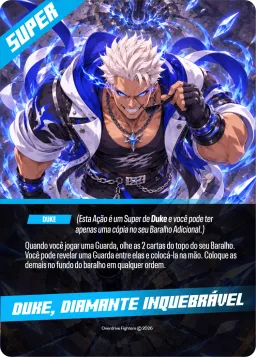 SUPER
DUKE
(Esta Ação é um Super de Duke e você pode ter
apenas uma cópia no seu Baralho Adicional.)
Quando você jogar uma Guarda, olhe as 2 cartas do topo do seu Baralho.
Você pode revelar uma Guarda entre elas e colocá-la na mão. Coloque as
demais no fundo do baralho em qualquer ordem.
DUKE, DIAMANTE INQUEBRÁVEL
Overdrive Fighters © 2026